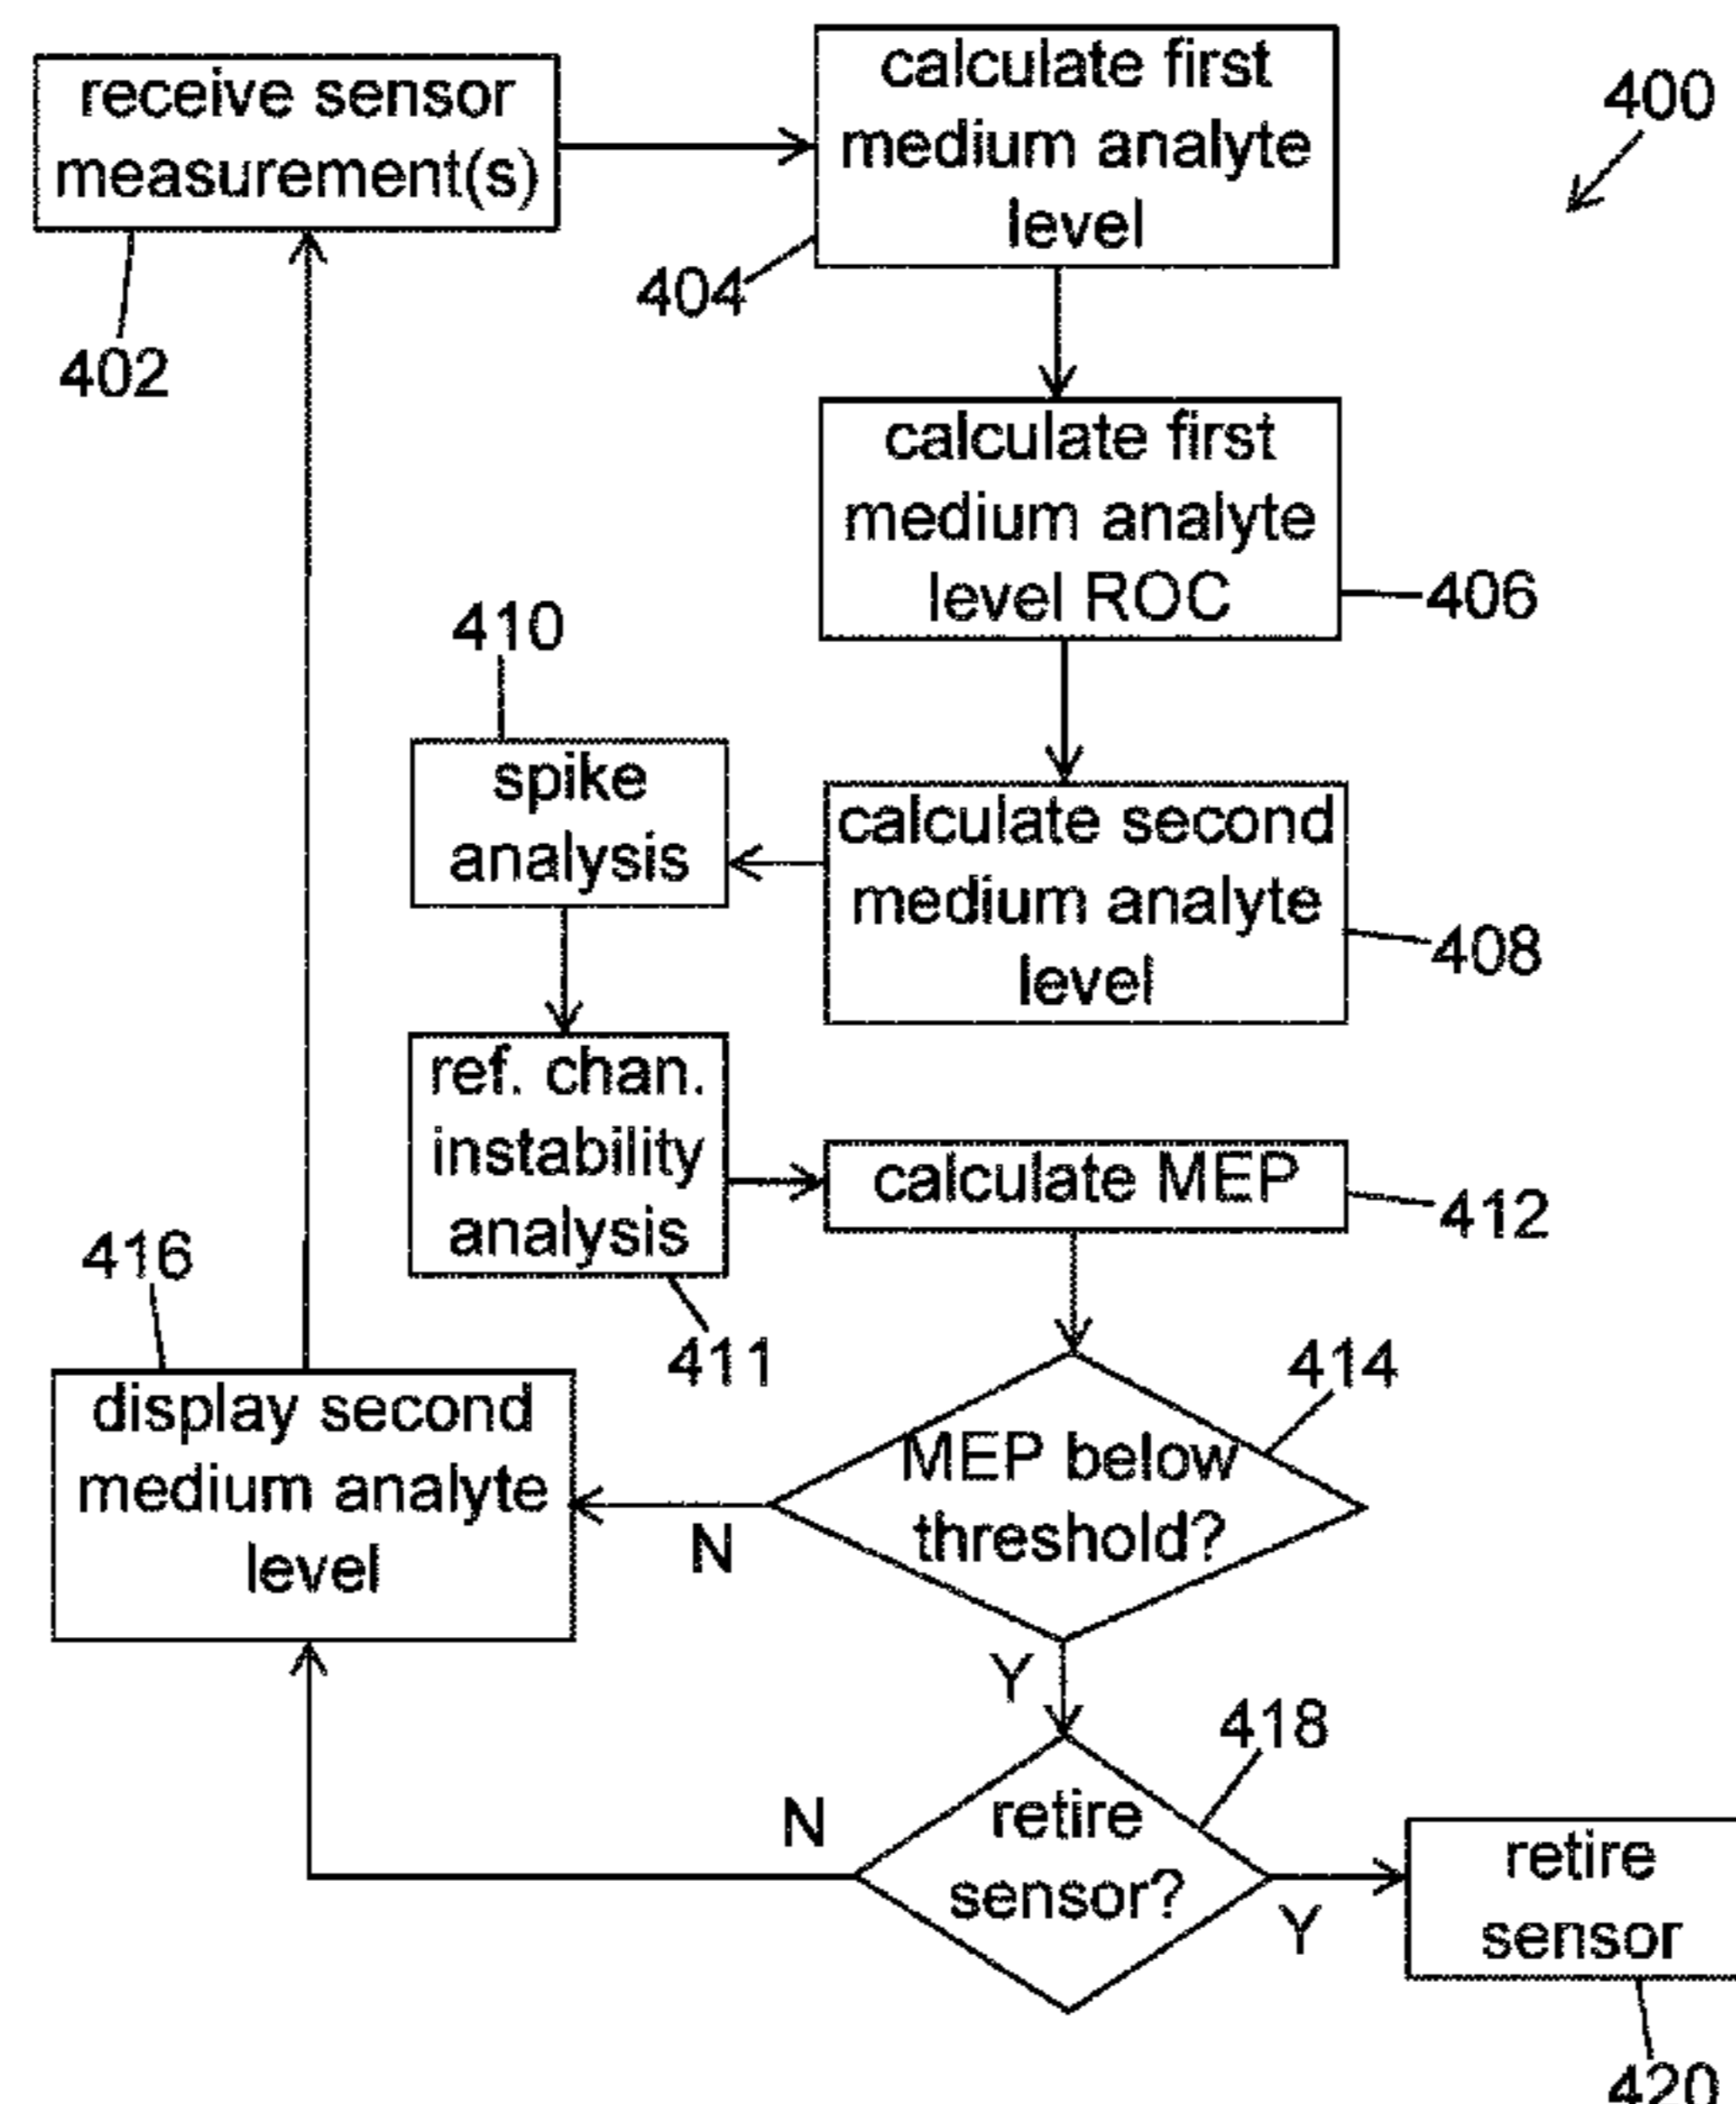 receive sensor
measurement(s)
402
calculate first
medium analyte
level
404
400
calculate first
medium analyte
level ROC
406
calculate second
medium analyte
level
408
410
spike
analysis
ref. chan.
instability
analysis
411
calculate MEP
412
MEP below
threshold?
414
N
Y
416
display second
medium analyte
level
retire
sensor?
418
N
Y
retire
sensor
420